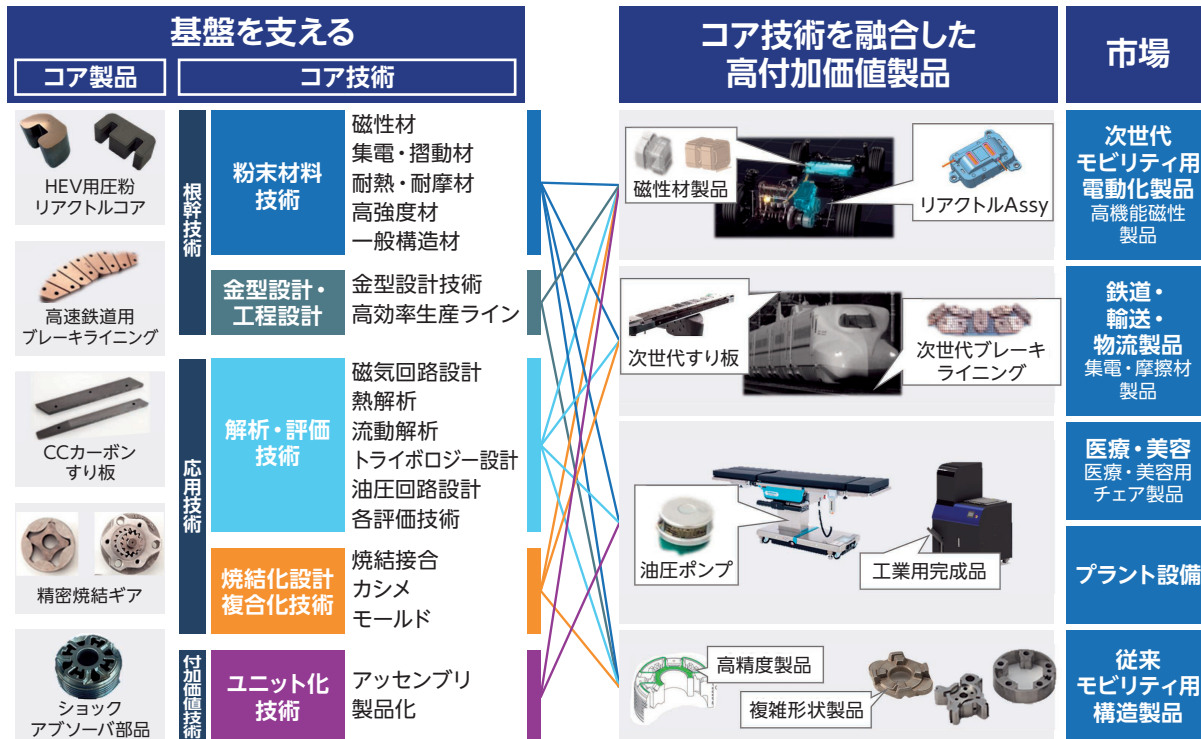 基盤を支える
コア製品
コア技術
コア技術を融合した
高付加価値製品
市場
HEV用圧粉
リアクトルコア
高速鉄道用
ブレーキライニング
CCカーボン
すり板
精密焼結ギア
ショック
アブソーバ部品
根幹技術
粉末材料
技術
磁性材
集電・摺動材
耐熱・耐摩材
高強度材
一般構造材
金型設計・
工程設計
金型設計技術
高効率生産ライン
応用技術
解析・評価
技術
磁気回路設計
熱解析
流動解析
トライボロジー設計
油圧回路設計
各評価技術
焼結化設計
複合化技術
焼結接合
カシメ
モールド
付加価値技術
ユニット化
技術
アッセンブリ
製品化
磁性材製品
リアクトルAssy
次世代すり板
次世代ブレーキ
ライニング
油圧ポンプ
工業用完成品
高精度製品
複雑形状製品
次世代
モビリティ用
電動化製品
高機能磁性
製品
鉄道・
輸送・
物流製品
集電・摩擦材
製品
医療・美容
医療・美容用
チェア製品
プラント設備
従来
モビリティ用
構造製品